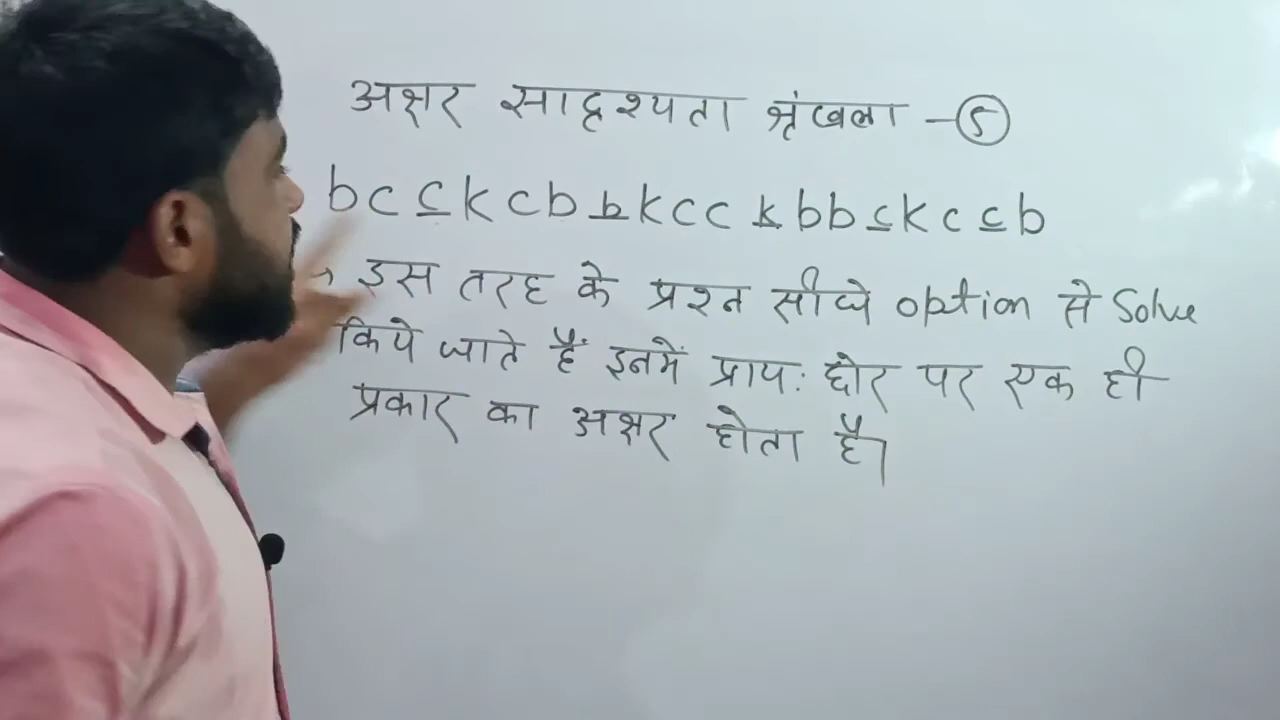 अक्षर सादृश्यता श्रृंखला - 5
b c c k c b b k c c k b b c k c c b
→ इस तरह के प्रश्न सीधे option से Solve
किये जाते हैं इनमें प्रायः छोर पर एक ही
प्रकार का अक्षर होता है।